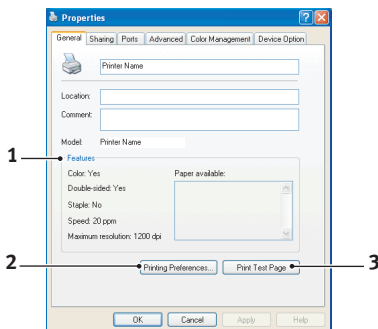 Properties
General Sharing Ports Advanced Color Management Device Option
Printer Name
Location:
Comment:
Model: Printer Name
1
Features
Color: Yes Paper available:
Double-sided: Yes
Staple: No
Speed: 20 ppm
Maximum resolution: 1200 dpi
2 Printing Preferences... Print Test Page 3
OK Cancel Apply Help